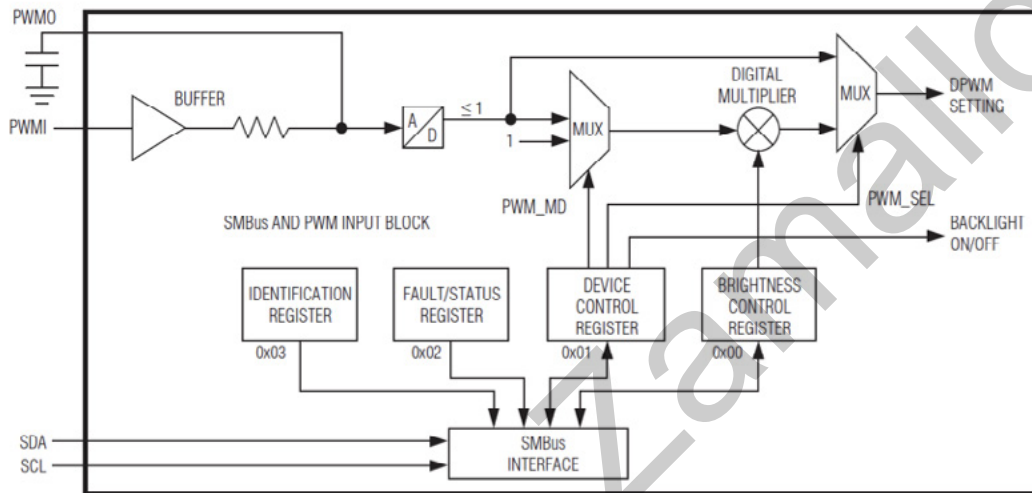 PWMO
BUFFER
PWMI
A
D
≤ 1
1
MUX
DIGITAL
MULTIPLIER
MUX
DPWM
SETTING
PWM_MD
PWM_SEL
SMBus AND PWM INPUT BLOCK
BACKLIGHT
ON/OFF
IDENTIFICATION
REGISTER
0x03
FAULT/STATUS
REGISTER
0x02
DEVICE
CONTROL
REGISTER
0x01
BRIGHTNESS
CONTROL
REGISTER
0x00
SDA
SCL
SMBus
INTERFACE
Zamallo